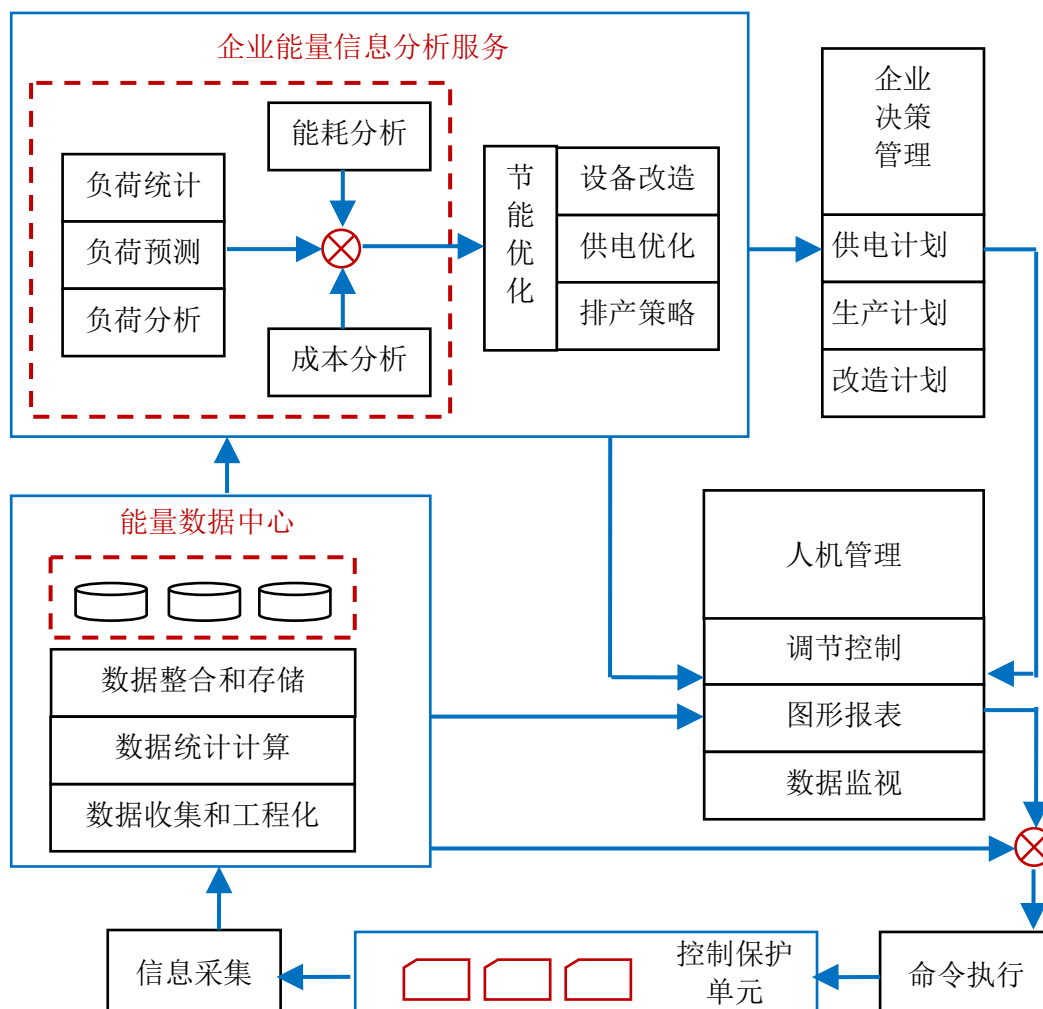 企业能量信息分析服务
能耗分析
负荷统计
负荷预测
负荷分析
成本分析
节
能
优
化
设备改造
供电优化
排产策略
企业
决策
管理
供电计划
生产计划
改造计划
能量数据中心
数据整合和存储
数据统计计算
数据收集和工程化
人机管理
调节控制
图形报表
数据监视
信息采集
控制保护
单元
命令执行